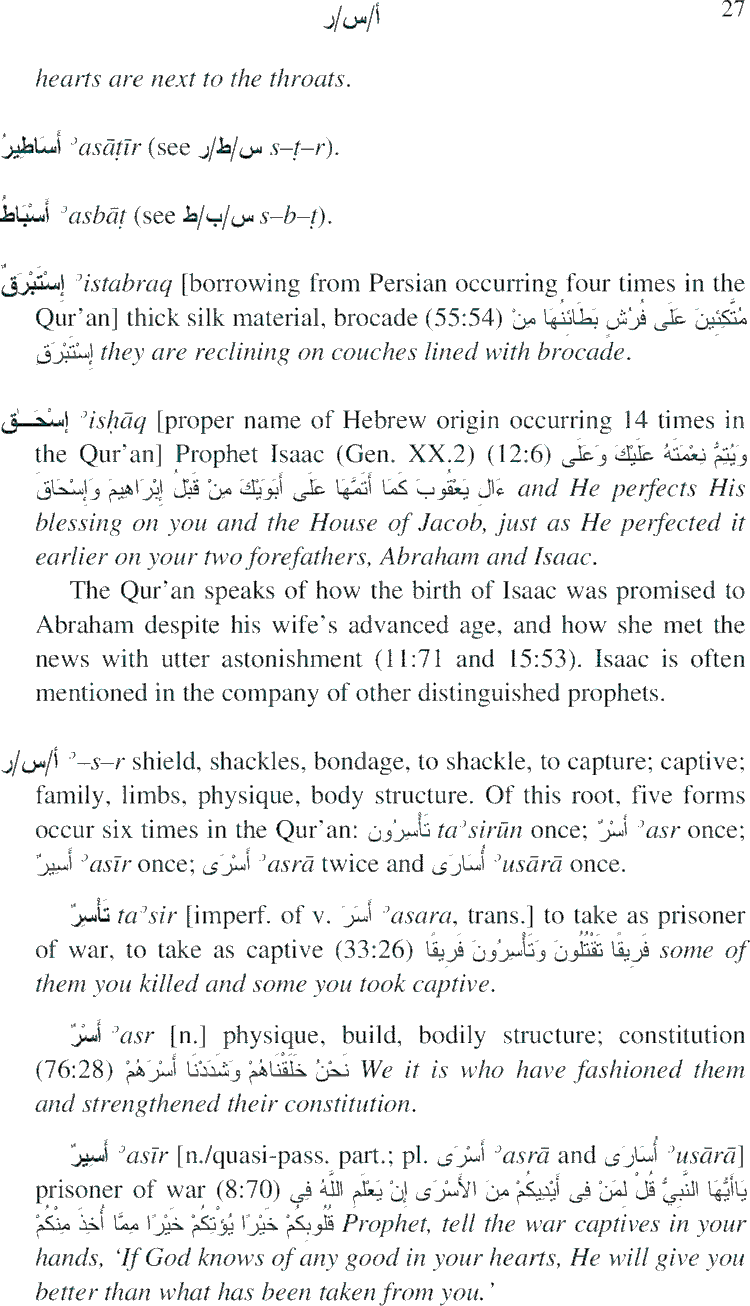 أ/س/ر 27
hearts are next to the throats.
أَسَاطِيرُ ʾasāṭīr (see س/ط/ر s–ṭ–r).
أَسْبَاطُ ʾasbāṭ (see س/ب/ط s–b–ṭ).
إِسْتَبْرَقٌ ʾistabraq [borrowing from Persian occurring four times in the
Qur’an] thick silk material, brocade (55:54) مُتَّكِئِينَ عَلَى فُرُشٍ بَطَائِنُهَا مِنْ
إِسْتَبْرَقٍ they are reclining on couches lined with brocade.
إِسْحَـــٰق ʾisḥāq [proper name of Hebrew origin occurring 14 times in
the Qur’an] Prophet Isaac (Gen. XX.2) (12:6) وَيُتِمُّ نِعْمَتَهُ عَلَيْكَ وَعَلَى
ءَالِ يَعْقُوبَ كَمَا أَتَمَّهَا عَلَى أَبَوَيْكَ مِنْ قَبْلُ إِبْرَاهِيمَ وَإِسْحَاقَ and He perfects His
blessing on you and the House of Jacob, just as He perfected it
earlier on your two forefathers, Abraham and Isaac.
The Qur’an speaks of how the birth of Isaac was promised to
Abraham despite his wife’s advanced age, and how she met the
news with utter astonishment (11:71 and 15:53). Isaac is often
mentioned in the company of other distinguished prophets.
أ/س/ر ʾ–s–r shield, shackles, bondage, to shackle, to capture; captive;
family, limbs, physique, body structure. Of this root, five forms
occur six times in the Qur’an: تَأْسِرُون taʾsirūn once; أَسْرٌ ʾasr once;
أَسِيرٌ ʾasīr once; أَسْرَى ʾasrā twice and أُسَارَى ʾusārā once.
تَأْسِرٌ taʾsir [imperf. of v. أَسَرَ ʾasara, trans.] to take as prisoner
of war, to take as captive (33:26) فَرِيقًا تَقْتُلُونَ وَتَأْسِرُونَ فَرِيقًا some of
them you killed and some you took captive.
أَسْرٌ ʾasr [n.] physique, build, bodily structure; constitution
(76:28) نَحْنُ خَلَقْنَاهُمْ وَشَدَدْنَا أَسْرَهُمْ We it is who have fashioned them
and strengthened their constitution.
أَسِيرٌ ʾasīr [n./quasi-pass. part.; pl. أَسْرَى ʾasrā and أُسَارَى ʾusārā]
prisoner of war (8:70) يَاأَيُّهَا النَّبِيُّ قُلْ لِمَنْ فِى أَيْدِيكُمْ مِنَ الأَسْرَى إِنْ يَعْلَمِ اللَّهُ فِى
قُلُوبِكُمْ خَيْرًا يُؤْتِكُمْ خَيْرًا مِمَّا أُخِذَ مِنْكُمْ Prophet, tell the war captives in your
hands, ‘If God knows of any good in your hearts, He will give you
better than what has been taken from you.’